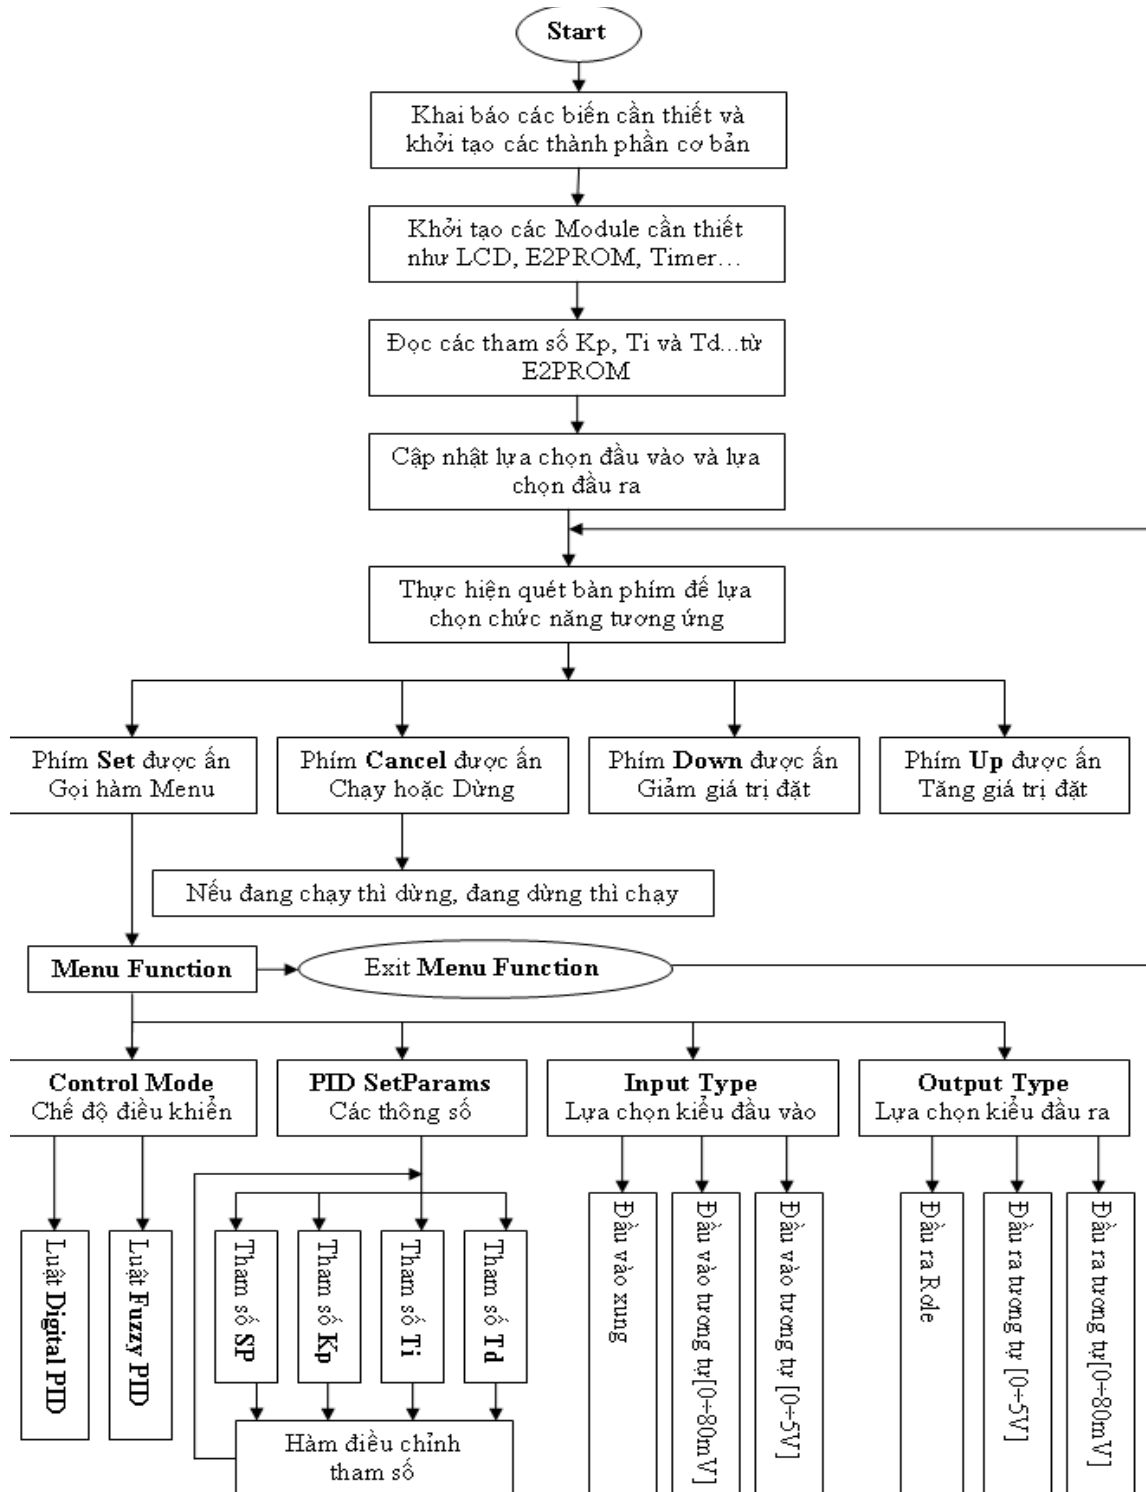 Start
Khai báo các biến cần thiết và
khởi tạo các thành phần cơ bản
Khởi tạo các Module cần thiết
như LCD, E2PROM, Timer...
Đọc các tham số Kp, Ti và Td...từ
E2PROM
Cập nhật lựa chọn đầu vào và lựa
chọn đầu ra
Thực hiện quét bàn phím để lựa
chọn chức năng tương ứng
Phím Set được ấn
Gọi hàm Menu
Phím Cancel được ấn
Chạy hoặc Dừng
Phím Down được ấn
Giảm giá trị đặt
Phím Up được ấn
Tăng giá trị đặt
Nếu đang chạy thì dừng, đang dừng thì chạy
Menu Function
Exit Menu Function
Control Mode
Chế độ điều khiển
PID SetParams
Các thông số
Input Type
Lựa chọn kiểu đầu vào
Output Type
Lựa chọn kiểu đầu ra
Luật Digital PID
Luật Fuzzy PID
Tham số SP
Tham số Kp
Tham số Ti
Tham số Td
Hàm điều chỉnh
tham số
Đầu vào xung
Đầu vào tương tự[0÷80mV]
Đầu vào tương tự [0÷5V]
Đầu ra Role
Đầu ra tương tự [0÷5V]
Đầu ra tương tự[0÷80mV]